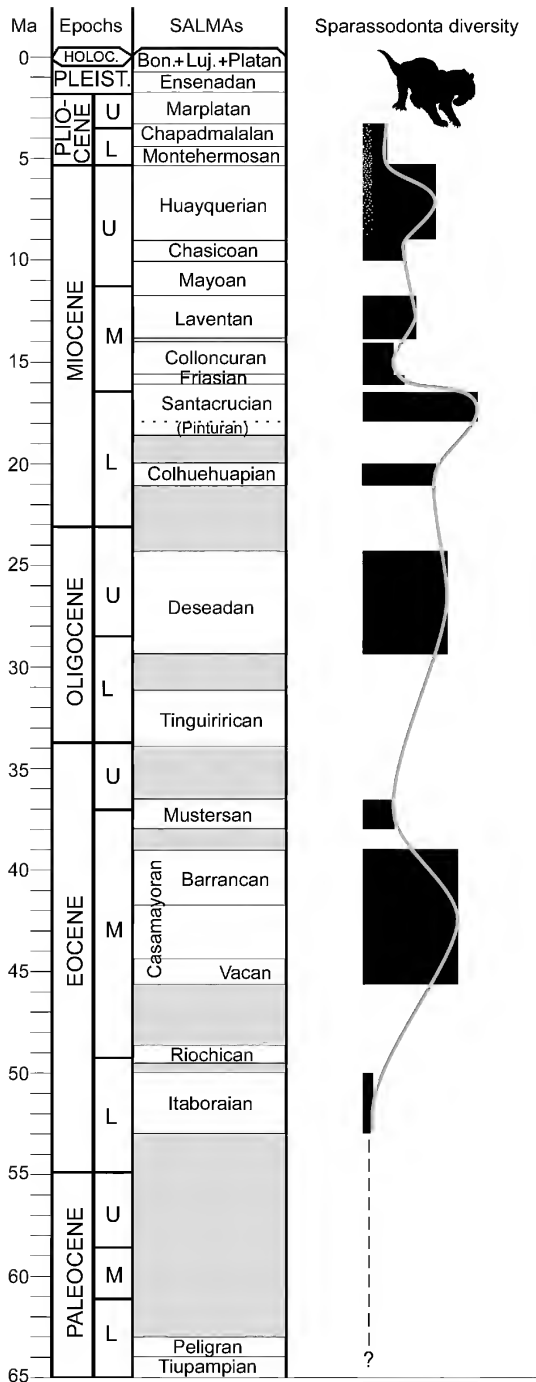 Ma Epochs SALMAs Sparassodonta diversity
0 HOLOC. Bon.+Luj.+Platan
PLEIST. Ensenadan
PLIO-
CENE
U Marplatan
Chapadmalalan
L Montehermosan
5
MIOCENE
U Huayquerian
Chasicoan
10
Mayoan
M Laventan
Colloncuran
15
Friasian
L Santacrucian
(Pinturan)
20
Colhuehuapian
OLIGOCENE
25
U Deseadan
30
L Tinguirirican
EOCENE
35
U
Mustersan
40
M Casamayoran
Barrancan
45
Vacan
Riochican
50
L Itaboraian
55
PALEOCENE
U
60
M
L
Peligran
Tiupampian
65
?